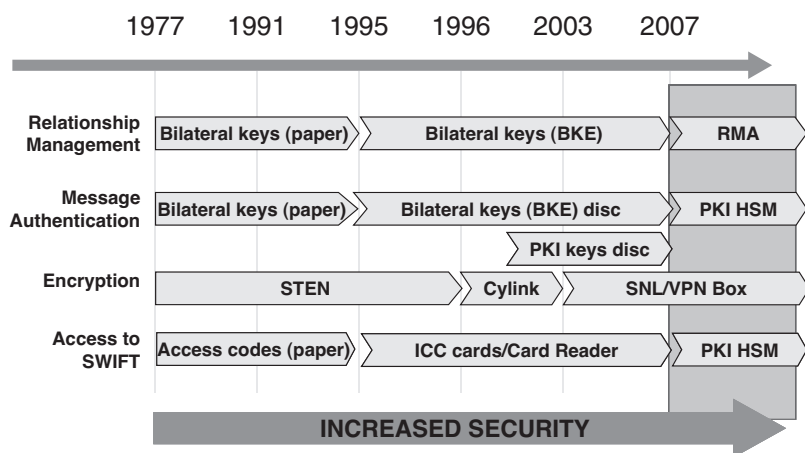 1977 1991 1995 1996 2003 2007
Relationship
Management
Bilateral keys (paper) Bilateral keys (BKE) RMA
Message
Authentication
Bilateral keys (paper) Bilateral keys (BKE) disc PKI HSM
PKI keys disc
Encryption
STEN Cylink SNL/VPN Box
Access to
SWIFT
Access codes (paper) ICC cards/Card Reader PKI HSM
INCREASED SECURITY